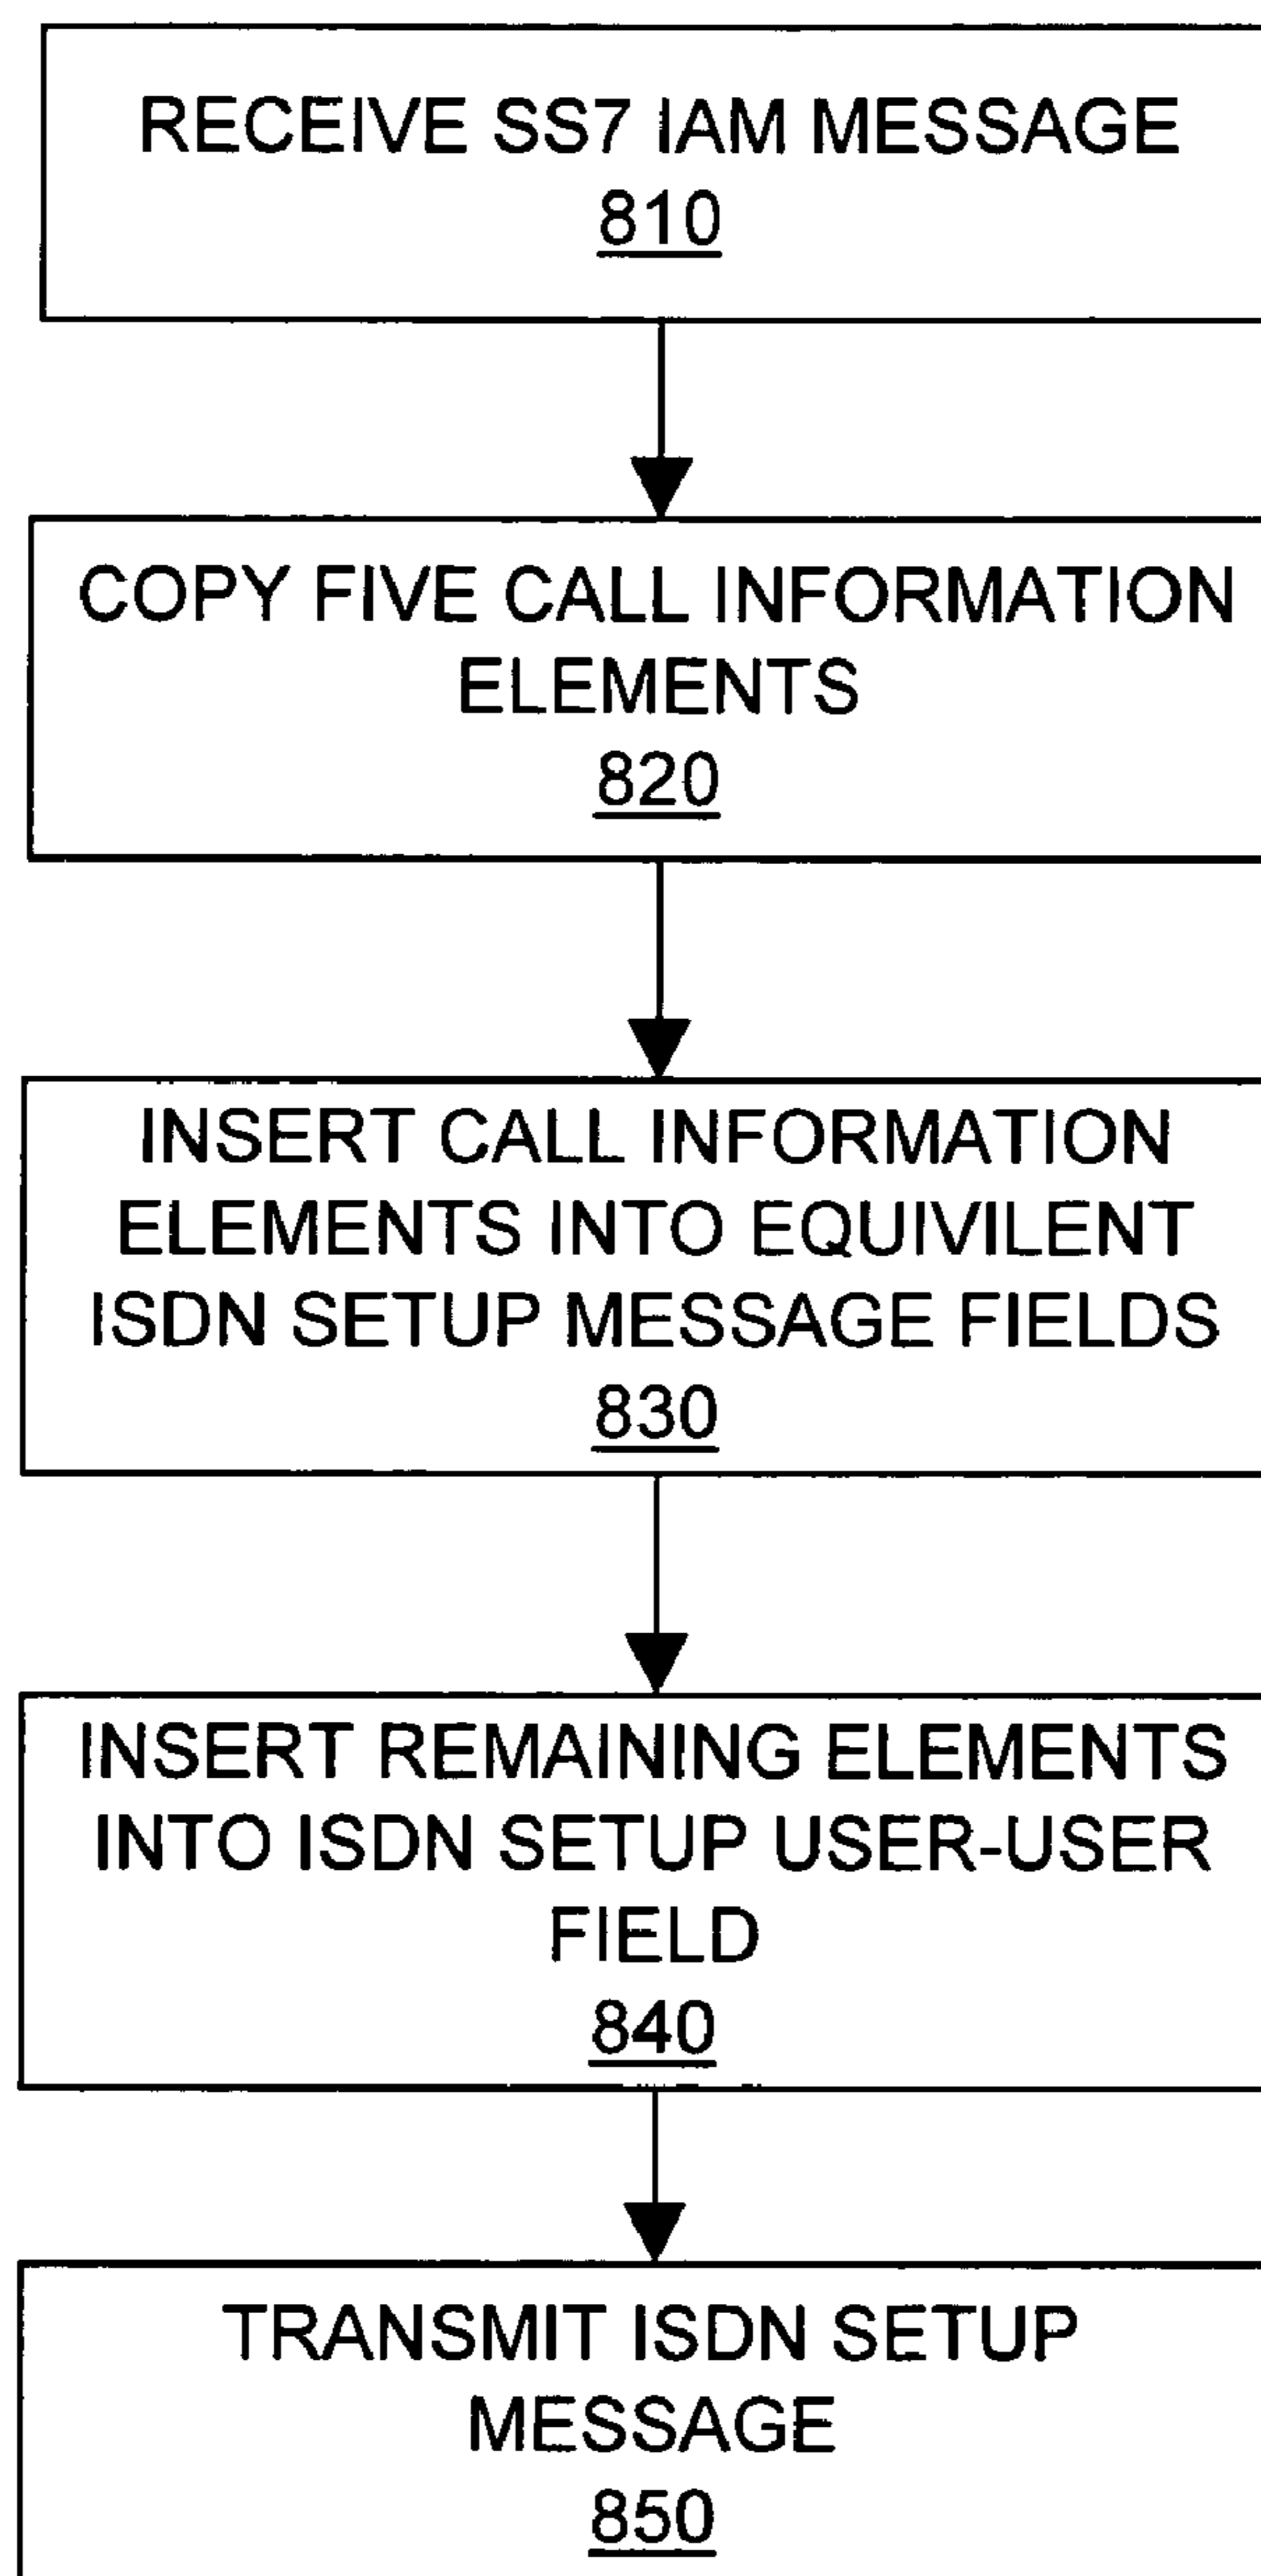 RECEIVE SS7 IAM MESSAGE
810
COPY FIVE CALL INFORMATION
ELEMENTS
820
INSERT CALL INFORMATION
ELEMENTS INTO EQUIVILENT
ISDN SETUP MESSAGE FIELDS
830
INSERT REMAINING ELEMENTS
INTO ISDN SETUP USER-USER
FIELD
840
TRANSMIT ISDN SETUP
MESSAGE
850